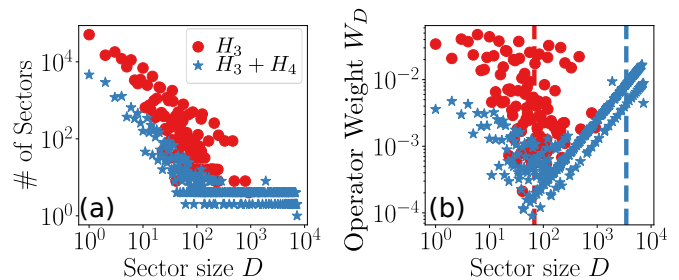 # of Sectors
10^4
10^2
10^0
H_3
H_3 + H_4
(a)
10^0 10^1 10^2 10^3 10^4
Sector size D
Operator Weight W_D
10^{-2}
10^{-3}
10^{-4}
(b)
10^0 10^1 10^2 10^3 10^4
Sector size D